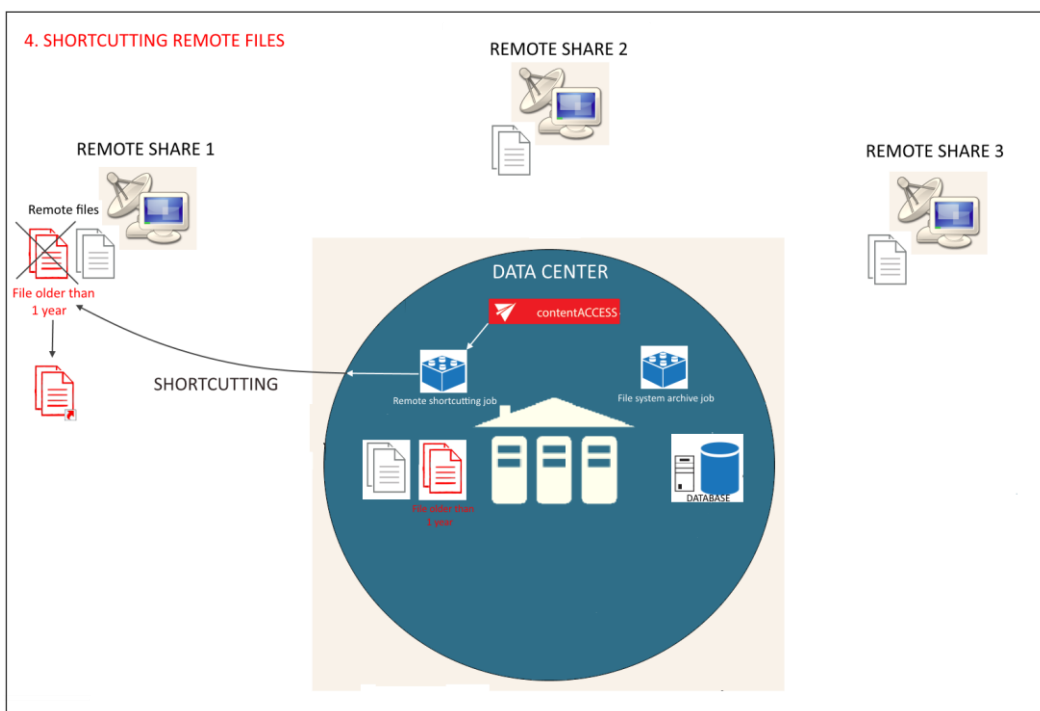 4. SHORTCUTTING REMOTE FILES
REMOTE SHARE 2
REMOTE SHARE 1
REMOTE SHARE 3
Remote files
File older than
1 year
DATA CENTER
contentACCESS
SHORTCUTTING
Remote shortcutting job
File system archive job
File older than
1 year
DATABASE